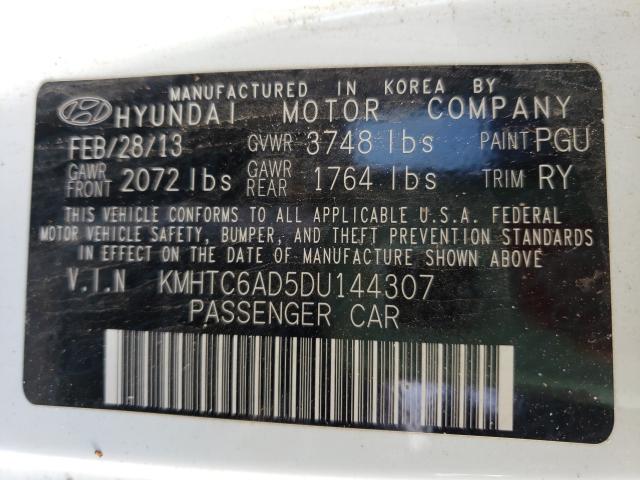 MANUFACTURED IN KOREA BY
HYUNDAI MOTOR COMPANY
FEB/28/13 GVWR 3748 lbs PAINT PGU
GAWR FRONT 2072 lbs GAWR REAR 1764 lbs TRIM RY
THIS VEHICLE CONFORMS TO ALL APPLICABLE U.S.A. FEDERAL
MOTOR VEHICLE SAFETY, BUMPER, AND THEFT PREVENTION STANDARDS
IN EFFECT ON THE DATE OF MANUFACTURE SHOWN ABOVE.
V.I.N KMHTC6AD5DU144307
PASSENGER CAR